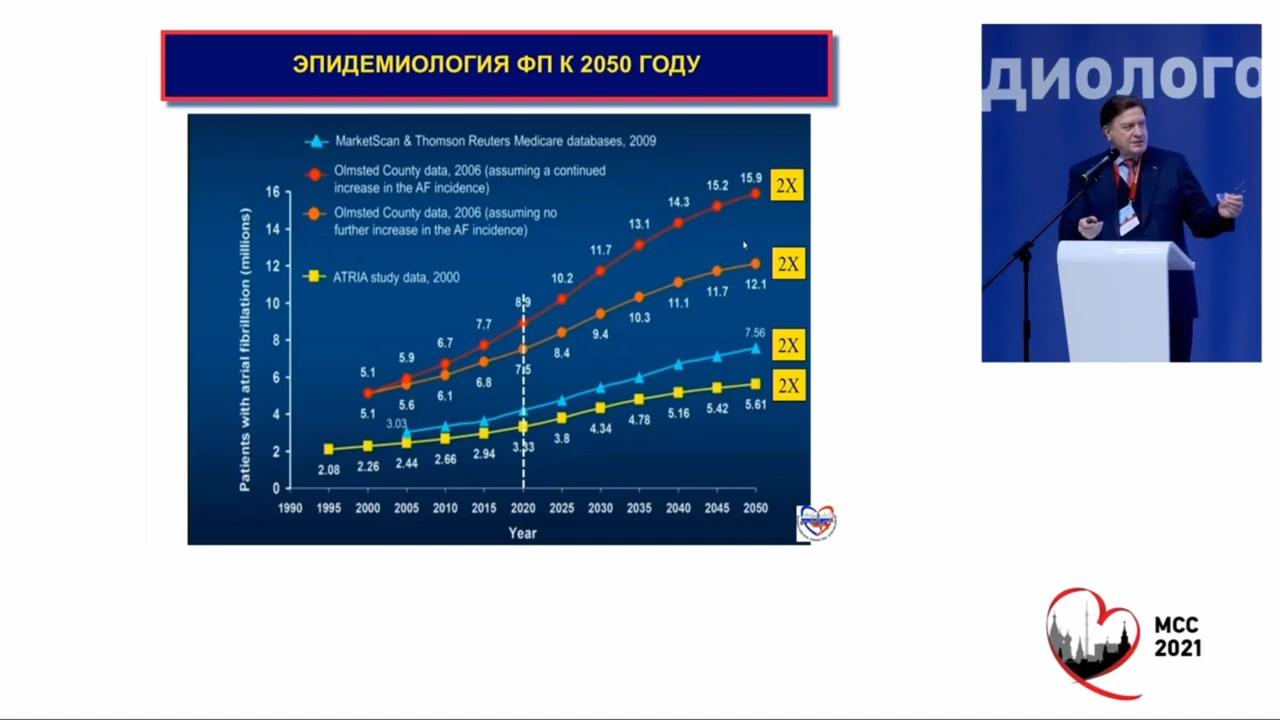 ЭПИДЕМИОЛОГИЯ ФП К 2050 ГОДУ
MarketScan & Thomson Reuters Medicare databases, 2009
Olmsted County data, 2006 (assuming a continued
increase in the AF incidence)
Olmsted County data, 2006 (assuming no
further increase in the AF incidence)
ATRIA study data, 2000
Patients with atrial fibrillation (millions)
16
14
12
10
8
6
4
2
0
5.1 5.9 6.7 7.7 8.9 10.2 11.7 13.1 14.3 15.2 15.9
2X
5.1 5.6 6.1 6.8 7.5 8.4 9.4 10.3 11.1 11.7 12.1
2X
3.03 7.56
2X
2.08 2.26 2.44 2.66 2.94 3.33 3.8 4.34 4.78 5.16 5.42 5.61
2X
1990 1995 2000 2005 2010 2015 2020 2025 2030 2035 2040 2045 2050
Year
диолого
МСС
2021